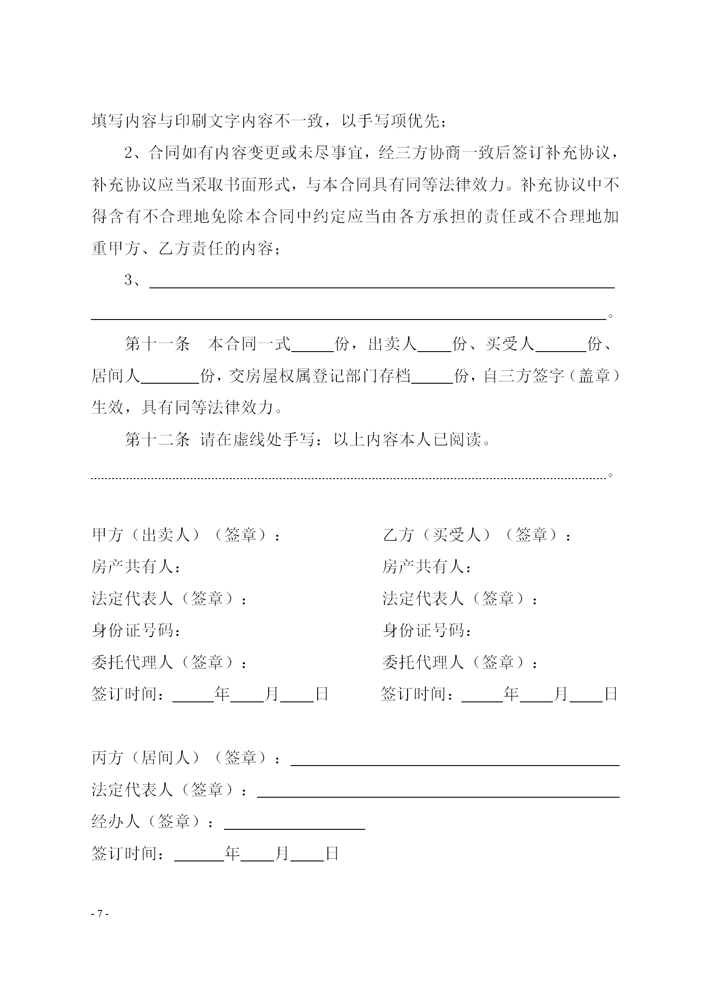 填写内容与印刷文字内容不一致，以手写项优先；
2、合同如有内容变更或未尽事宜，经三方协商一致后签订补充协议，
补充协议应当采取书面形式，与本合同具有同等法律效力。补充协议中不
得含有不合理地免除本合同中约定应当由各方承担的责任或不合理地加
重甲方、乙方责任的内容；
3、
。
第十一条 本合同一式_____份，出卖人____份、买受人______份、
居间人_______份，交房屋权属登记部门存档_____份，自三方签字（盖章）
生效，具有同等法律效力。
第十二条 请在虚线处手写：以上内容本人已阅读。
。
甲方（出卖人）（签章）： 乙方（买受人）（签章）：
房产共有人： 房产共有人：
法定代表人（签章）： 法定代表人（签章）：
身份证号码： 身份证号码：
委托代理人（签章）： 委托代理人（签章）：
签订时间：_____年____月____日 签订时间：_____年____月____日
丙方（居间人）（签章）：
法定代表人（签章）：
经办人（签章）：
签订时间：______年____月____日
- 7 -